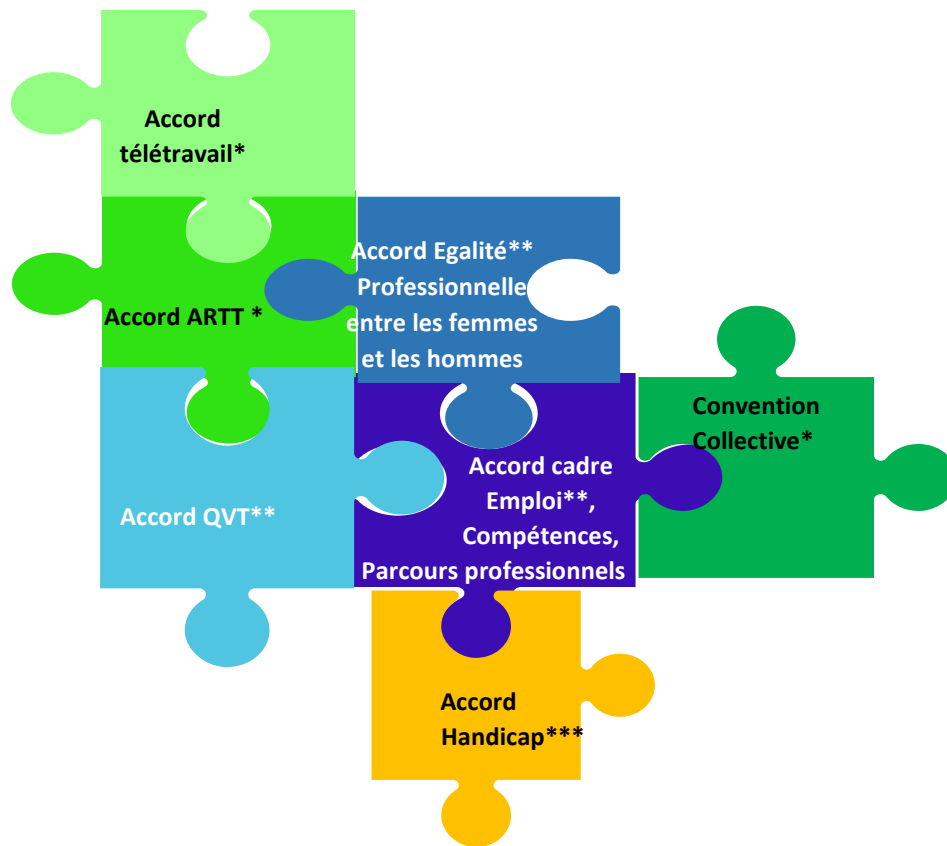 Accord
télétravail*
Accord Egalité**
Professionnelle
entre les femmes
et les hommes
Accord ARTT *
Convention
Collective*
Accord cadre
Emploi**,
Compétences,
Parcours professionnels
Accord QVT**
Accord
Handicap***